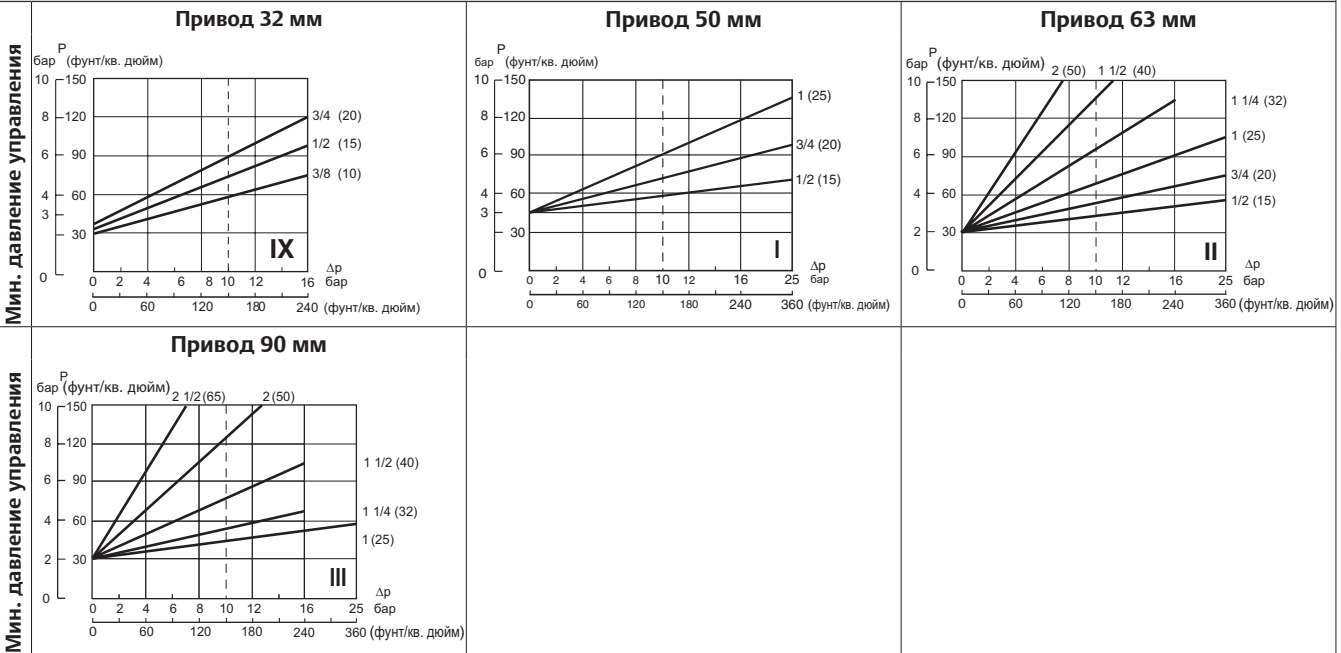 Привод 32 мм
Мин. давление управления
P
бар (фунт/кв. дюйм)
10 150
8 120
3/4 (20)
1/2 (15)
6 90
3/8 (10)
4 60
3
30
IX
0
0 2 4 6 8 10 12 16
Δp
бар
0 60 120 180 240 (фунт/кв. дюйм)
Привод 50 мм
P
бар (фунт/кв. дюйм)
10 150
1 (25)
8 120
3/4 (20)
6 90
1/2 (15)
4 60
3
30
I
0
0 2 4 6 8 10 12 16 25
Δp
бар
0 60 120 180 240 360 (фунт/кв. дюйм)
Привод 63 мм
P
бар (фунт/кв. дюйм)
2 (50) 1 1/2 (40)
10 150
1 1/4 (32)
8 120
1 (25)
6 90
3/4 (20)
4 60
1/2 (15)
2 30
II
0
0 2 4 6 8 10 12 16 25
Δp
бар
0 60 120 180 240 360 (фунт/кв. дюйм)
Привод 90 мм
Мин. давление управления
P
бар (фунт/кв. дюйм)
2 1/2 (65) 2 (50)
10 150
8 120
1 1/2 (40)
6 90
1 1/4 (32)
4 60
1 (25)
2 30
III
0
0 2 4 6 8 10 12 16 25
Δp
бар
0 60 120 180 240 360 (фунт/кв. дюйм)